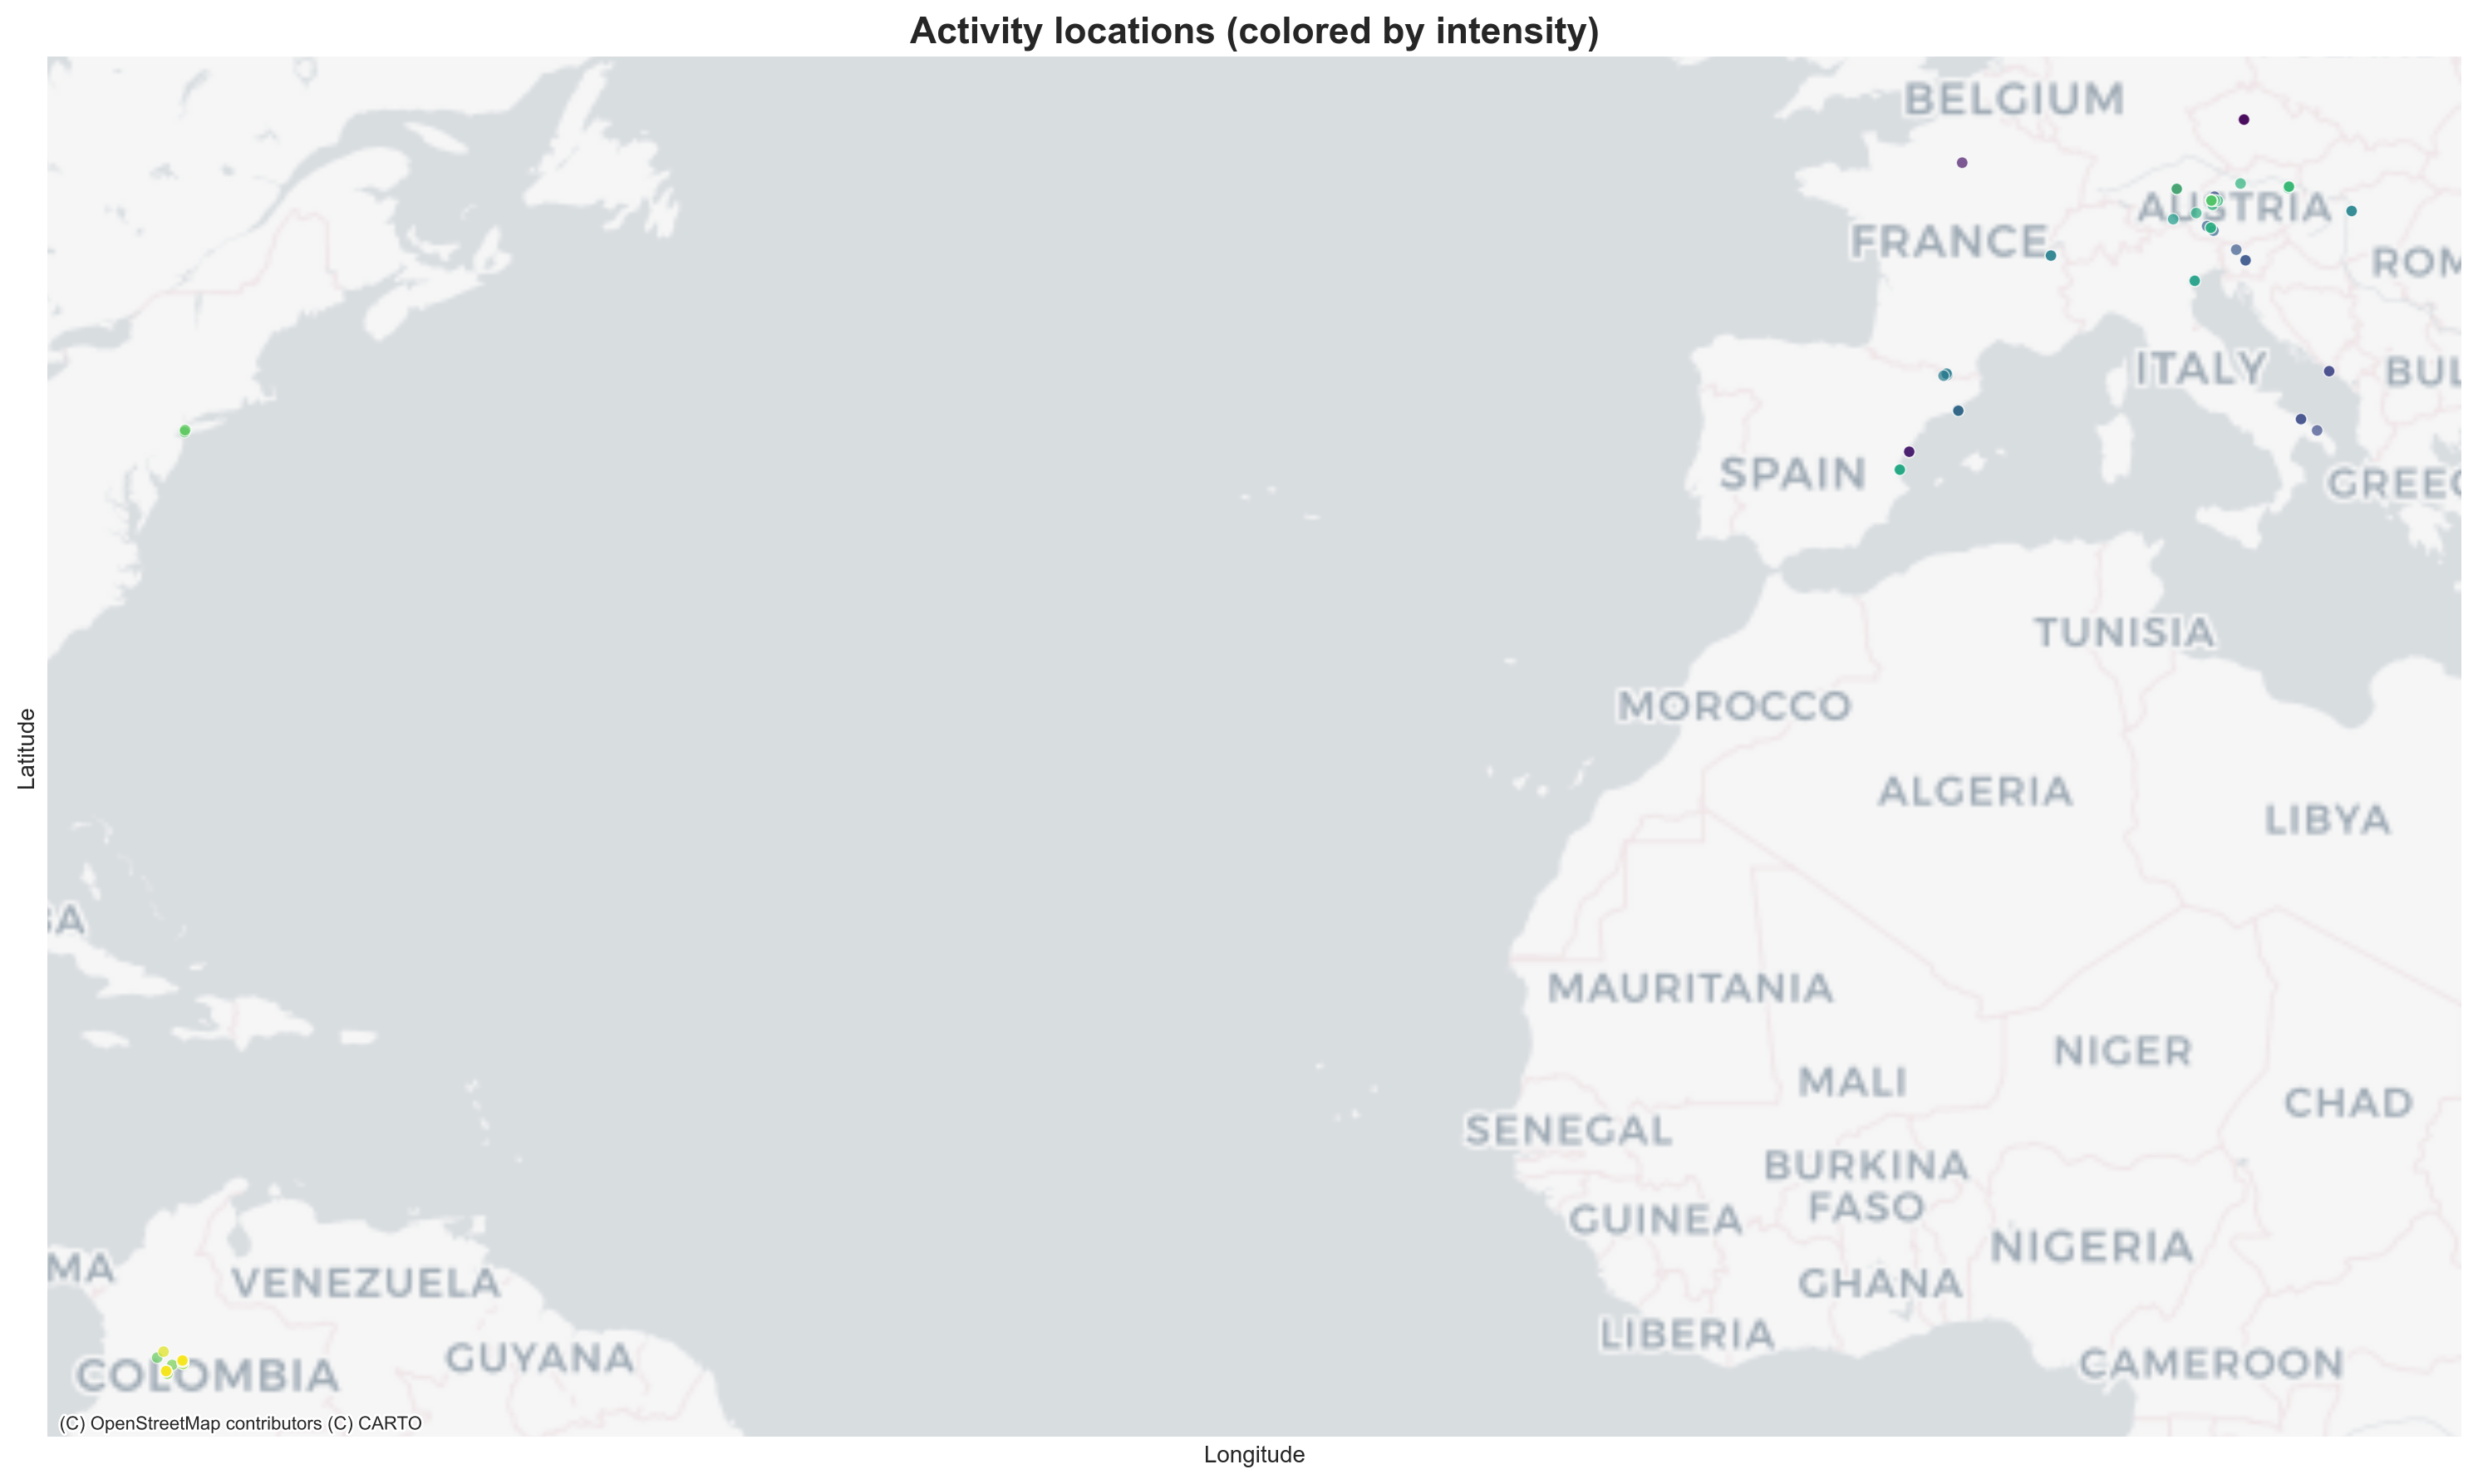 Activity locations (colored by intensity)
BELGIUM
AUSTRIA
FRANCE
ROM
ITALY
BUL
SPAIN
GREEC
TUNISIA
MOROCCO
ALGERIA
LIBYA
Latitude
BA
MAURITANIA
NIGER
MALI
CHAD
SENEGAL
BURKINA
FASO
GUINEA
NIGERIA
MA
VENEZUELA
GHANA
LIBERIA
GUYANA
CAMEROON
COLOMBIA
(C) OpenStreetMap contributors (C) CARTO
Longitude